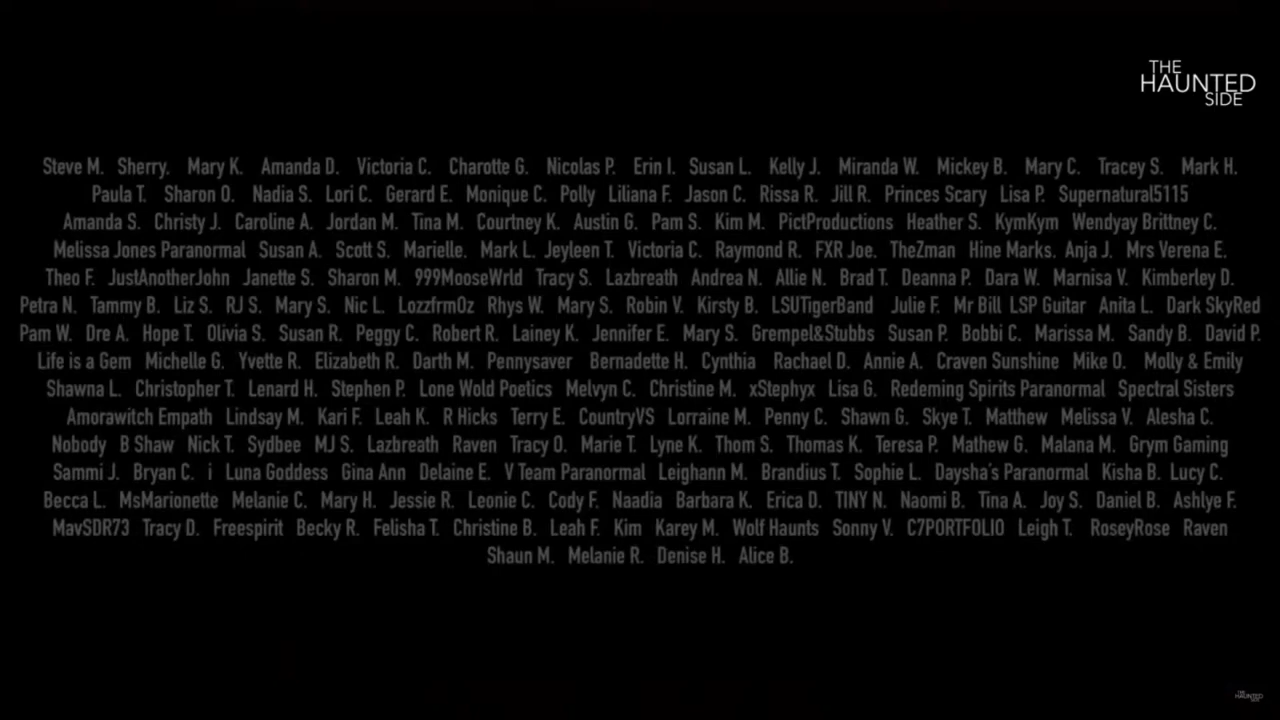 THE
HAUNTED
SIDE
Steve M. Sherry. Mary K. Amanda D. Victoria C. Charotte G. Nicolas P. Erin I. Susan L. Kelly J. Miranda W. Mickey B. Mary C. Tracey S. Mark H.
Paula T. Sharon O. Nadia S. Lori C. Gerard E. Monique C. Polly Liliana F. Jason C. Rissa R. Jill R. Princes Scary Lisa P. Supernatural5115
Amanda S. Christy J. Caroline A. Jordan M. Tina M. Courtney K. Austin G. Pam S. Kim M. PictProductions Heather S. KymKym Wendyay Brittney C.
Melissa Jones Paranormal Susan A. Scott S. Marielle. Mark L. Jeyleen T. Victoria C. Raymond R. FXR Joe. TheZman Hine Marks. Anja J. Mrs Verena E.
Theo F. JustAnotherJohn Janette S. Sharon M. 999MooseWrld Tracy S. Lazbreath Andrea N. Allie N. Brad T. Deanna P. Dara W. Marnisa V. Kimberley D.
Petra N. Tammy B. Liz S. RJ S. Mary S. Nic L. LozzfrmOz Rhys W. Mary S. Robin V. Kirsty B. LSUTigerBand Julie F. Mr Bill LSP Guitar Anita L. Dark SkyRed
Pam W. Dre A. Hope T. Olivia S. Susan R. Peggy C. Robert R. Lainey K. Jennifer E. Mary S. Grempel&Stubbs Susan P. Bobbi C. Marissa M. Sandy B. David P.
Life is a Gem Michelle G. Yvette R. Elizabeth R. Darth M. Pennysaver Bernadette H. Cynthia Rachael D. Annie A. Craven Sunshine Mike O. Molly & Emily
Shawna L. Christopher T. Lenard H. Stephen P. Lone Wold Poetics Melvyn C. Christine M. xStephyx Lisa G. Redeming Spirits Paranormal Spectral Sisters
Amorawitch Empath Lindsay M. Kari F. Leah K. R Hicks Terry E. CountryVS Lorraine M. Penny C. Shawn G. Skye T. Matthew Melissa V. Alesha C.
Nobody B Shaw Nick T. Sydbee MJ S. Lazbreath Raven Tracy O. Marie T. Lyne K. Thom S. Thomas K. Teresa P. Mathew G. Malana M. Grym Gaming
Sammi J. Bryan C. i Luna Goddess Gina Ann Delaine E. V Team Paranormal Leighann M. Brandius T. Sophie L. Daysha's Paranormal Kisha B. Lucy C.
Becca L. MsMarionette Melanie C. Mary H. Jessie R. Leonie C. Cody F. Naadia Barbara K. Erica D. TINY N. Naomi B. Tina A. Joy S. Daniel B. Ashlye F.
MavSDR73 Tracy D. Freespirit Becky R. Felisha T. Christine B. Leah F. Kim Karey M. Wolf Haunts Sonny V. C7PORTFOLIO Leigh T. RoseyRose Raven
Shaun M. Melanie R. Denise H. Alice B.
THE
HAUNTED
SIDE